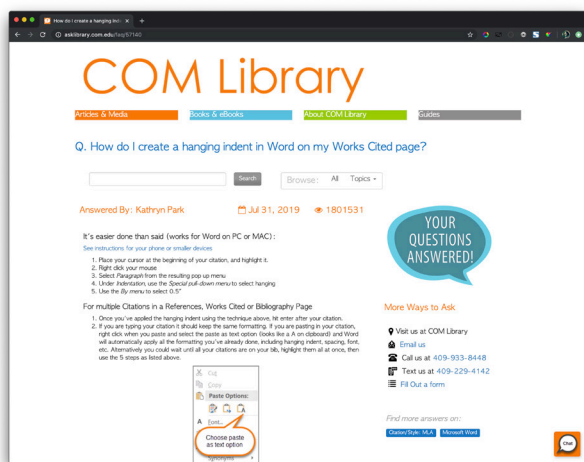 How do I create a hanging ind
asklibrary.com.edu/faq/57140
COM Library
Articles & Media
Books & eBooks
About COM Library
Guides
Q. How do I create a hanging indent in Word on my Works Cited page?
Search
Browse: All Topics
Answered By: Kathryn Park
Jul 31, 2019
1801531
It's easier done than said (works for Word on PC or MAC):
See instructions for your phone or smaller devices
1. Place your cursor at the beginning of your citation, and highlight it.
2. Right click your mouse
3. Select Paragraph from the resulting pop up menu
4. Under Indentation, use the Special pull-down menu to select hanging
5. Use the By menu to select 0.5"
For multiple Citations in a References, Works Cited or Bibliography Page
1. Once you've applied the hanging indent using the technique above, hit enter after your citation.
2. If you are typing your citation it should keep the same formatting. If you are pasting in your citation,
right click when you paste and select the paste as text option (looks like a A on clipboard) and Word
will automatically apply all the formatting you've already done, including hanging indent, spacing, font,
etc. Alternatively you could wait until all your citations are on your bib, highlight them all at once, then
use the 5 steps as listed above.
Cut
Copy
Paste Options:
A Font...
Choose paste
as text option
Synonyms
YOUR
QUESTIONS
ANSWERED!
More Ways to Ask
Visit us at COM Library
Email us
Call us at 409-933-8448
Text us at 409-229-4142
Fill Out a form
Find more answers on:
Citation/Style: MLA
Microsoft Word
Chat